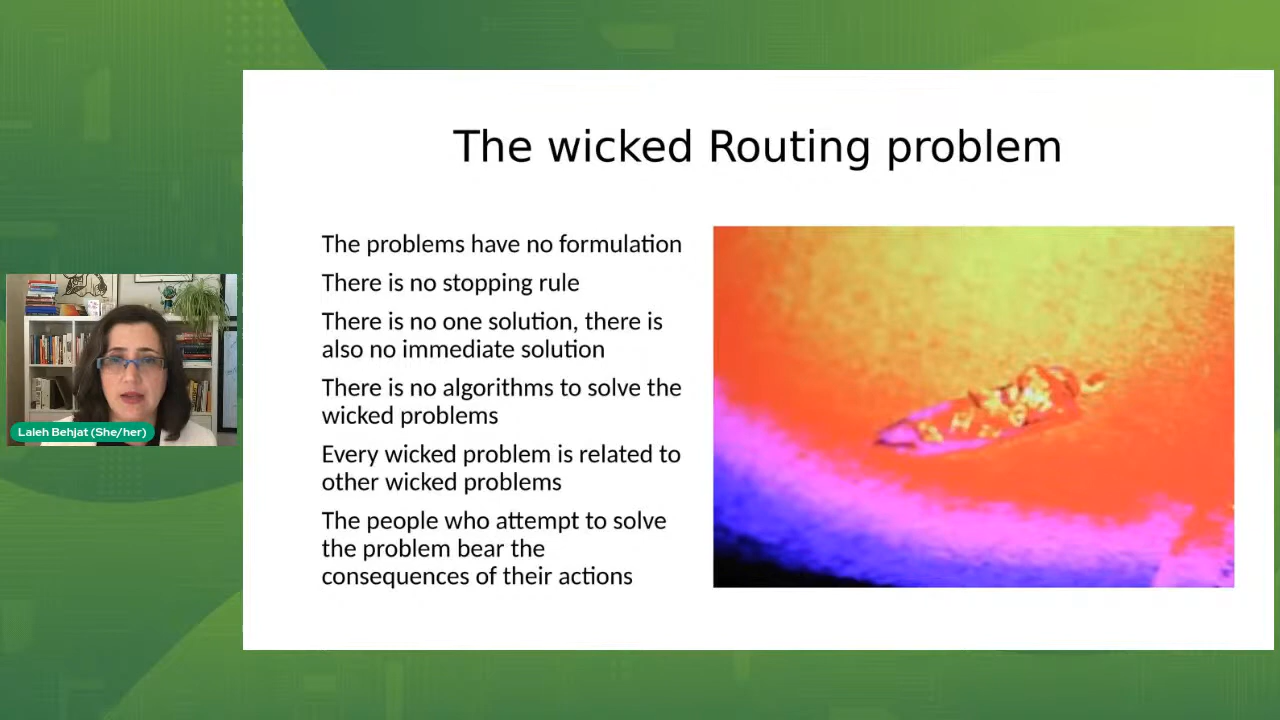 The wicked Routing problem
The problems have no formulation
There is no stopping rule
There is no one solution, there is
also no immediate solution
There is no algorithms to solve the
wicked problems
Every wicked problem is related to
other wicked problems
The people who attempt to solve
the problem bear the
consequences of their actions
Laleh Behjat (She/her)